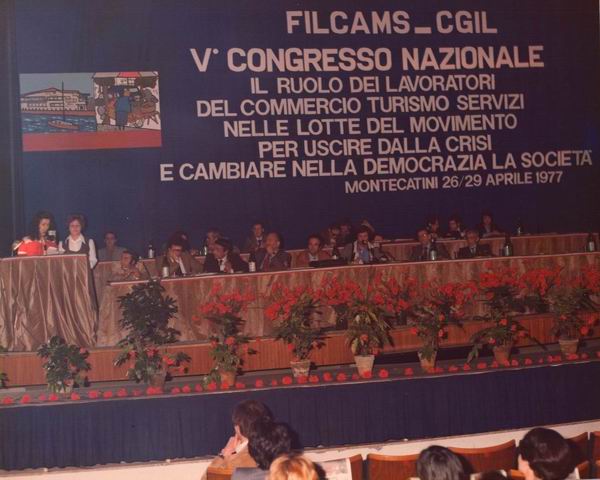 FILCAMS_CGIL
V° CONGRESSO NAZIONALE
IL RUOLO DEI LAVORATORI
DEL COMMERCIO TURISMO SERVIZI
NELLE LOTTE DEL MOVIMENTO
PER USCIRE DALLA CRISI
E CAMBIARE NELLA DEMOCRAZIA LA SOCIETÀ
MONTECATINI 26/29 APRILE 1977